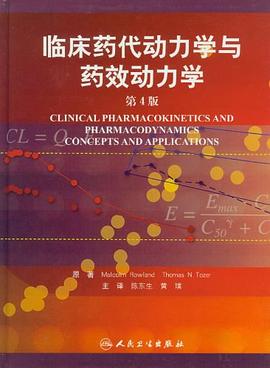 临床药代动力学与
药效动力学
第4版
CLINICAL PHARMACOKINETICS AND
PHARMACODYNAMICS
CONCEPTS AND APPLICATIONS
CL = Q
E = Emax C
C50γ + C
原 著 Malcolm Rowland Thomas N. Tozer
主 译 陈东生 黄 璞
人民卫生出版社